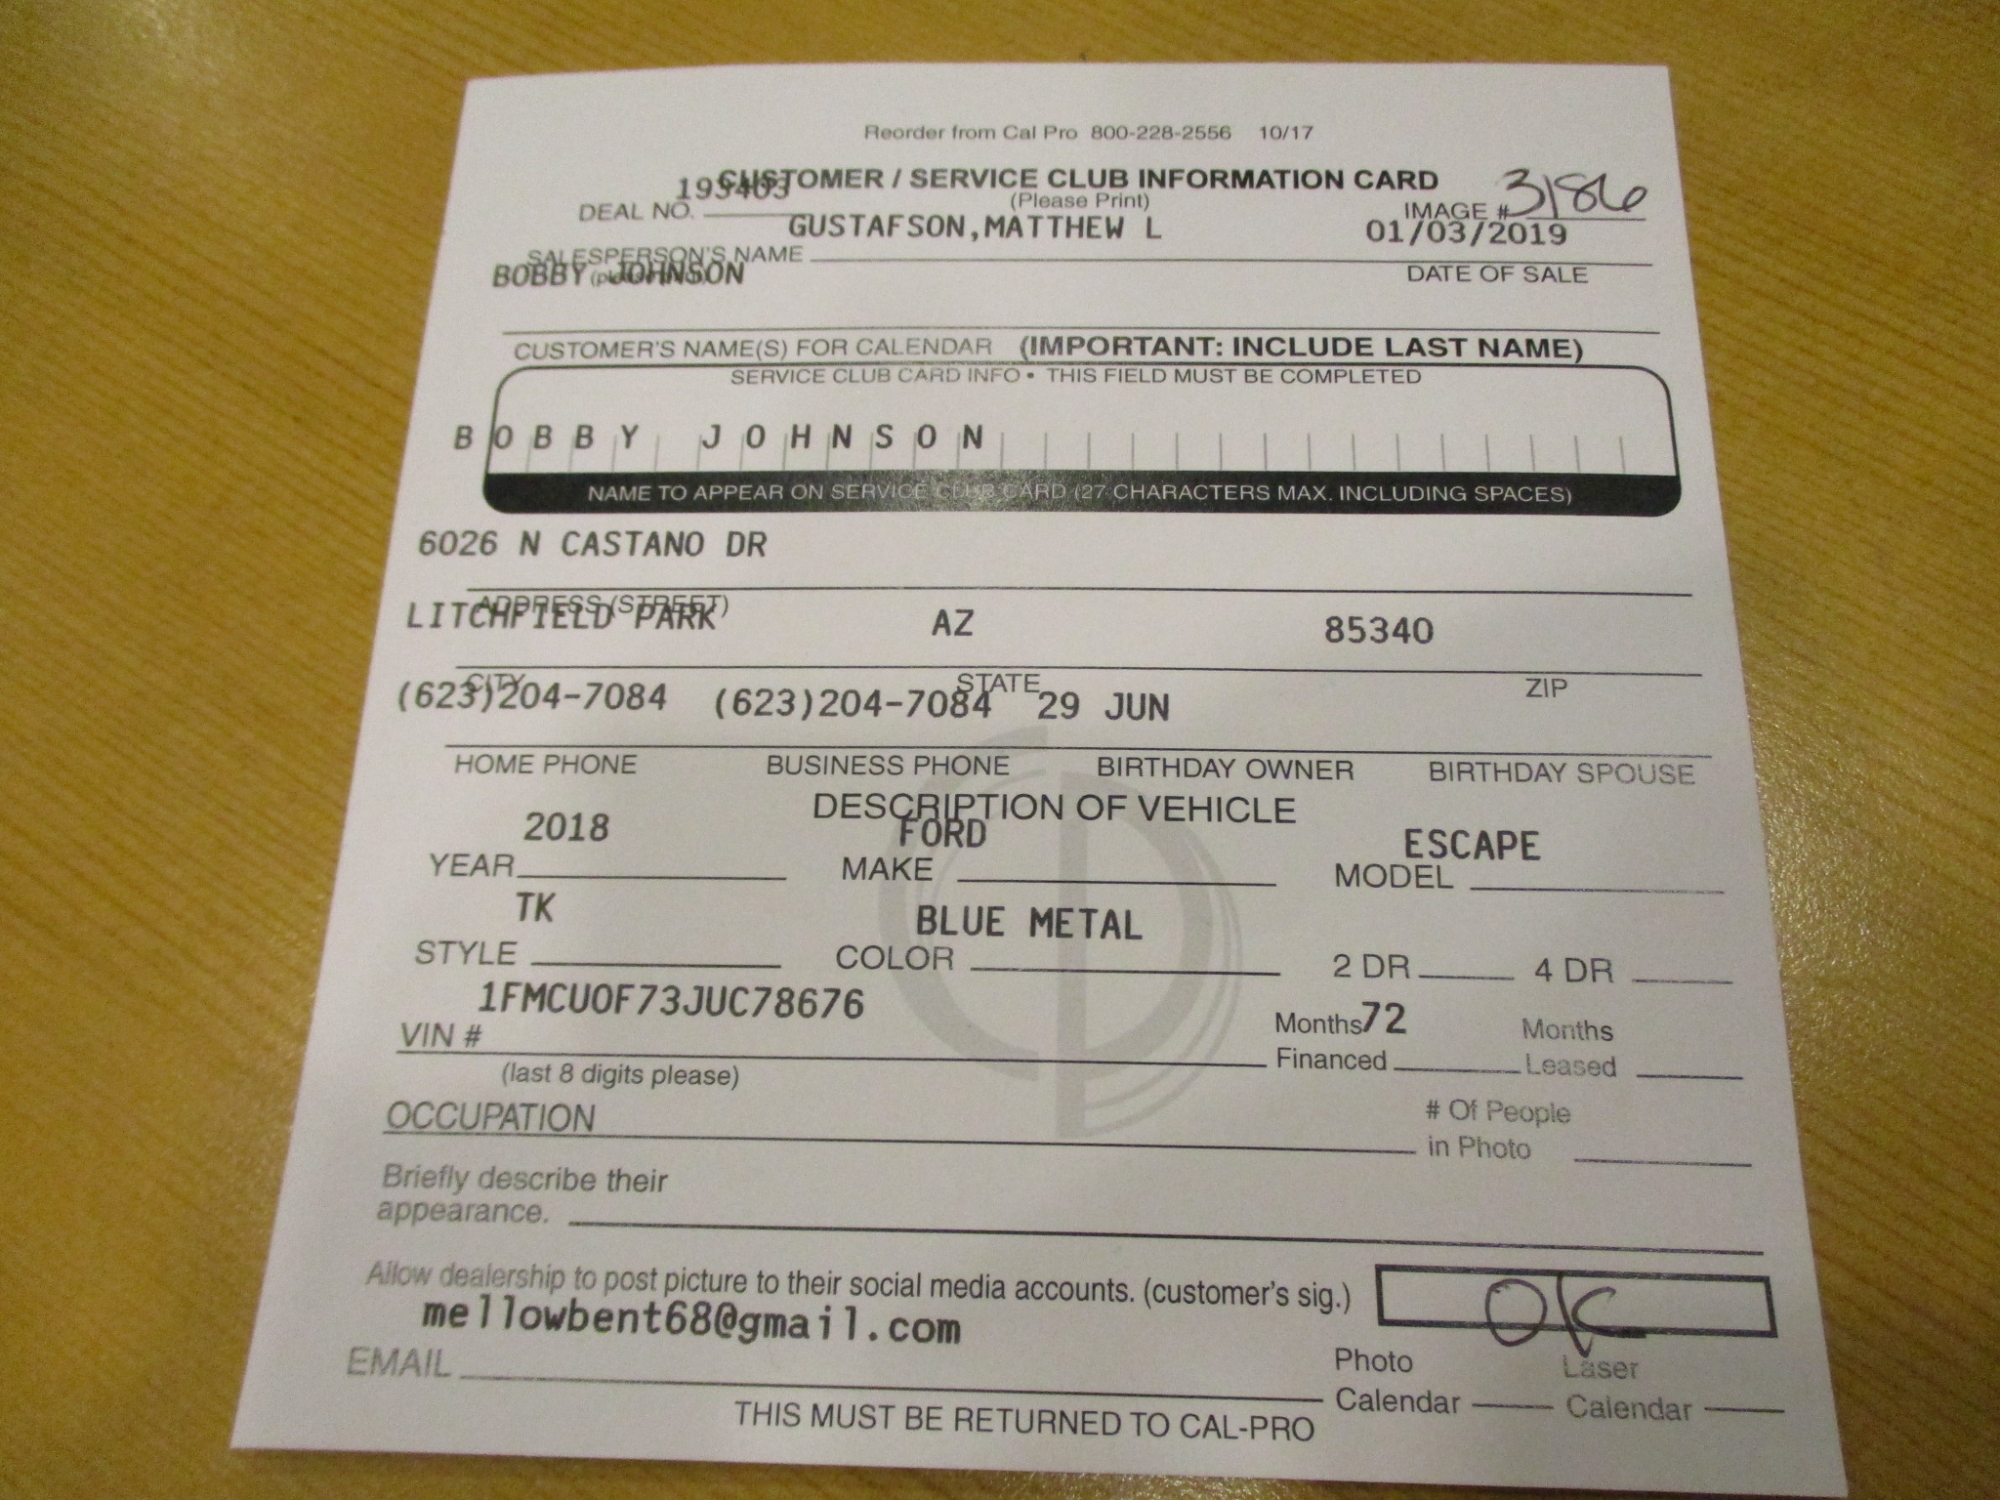 Reorder from Cal Pro 800-228-2556 10/17
CUSTOMER / SERVICE CLUB INFORMATION CARD
(Please Print)
DEAL NO. 193403
IMAGE # 3186
GUSTAFSON,MATTHEW L 01/03/2019
SALESPERSON'S NAME DATE OF SALE
BOBBY JOHNSON
CUSTOMER'S NAME(S) FOR CALENDAR (IMPORTANT: INCLUDE LAST NAME)
SERVICE CLUB CARD INFO • THIS FIELD MUST BE COMPLETED
BOBBY JOHNSON
NAME TO APPEAR ON SERVICE CLUB CARD (27 CHARACTERS MAX. INCLUDING SPACES)
6026 N CASTANO DR
ADDRESS (STREET)
LITCHFIELD PARK AZ 85340
CITY STATE ZIP
(623)204-7084 (623)204-7084 29 JUN
HOME PHONE BUSINESS PHONE BIRTHDAY OWNER BIRTHDAY SPOUSE
DESCRIPTION OF VEHICLE
2018 FORD ESCAPE
YEAR MAKE MODEL
TK BLUE METAL
STYLE COLOR 2 DR 4 DR
1FMCU0F73JUC78676
VIN # Months Financed 72 Months Leased
(last 8 digits please)
OCCUPATION # Of People in Photo
Briefly describe their
appearance.
Allow dealership to post picture to their social media accounts. (customer's sig.) OK
mellowbent68@gmail.com
EMAIL Photo Calendar Laser Calendar
THIS MUST BE RETURNED TO CAL-PRO